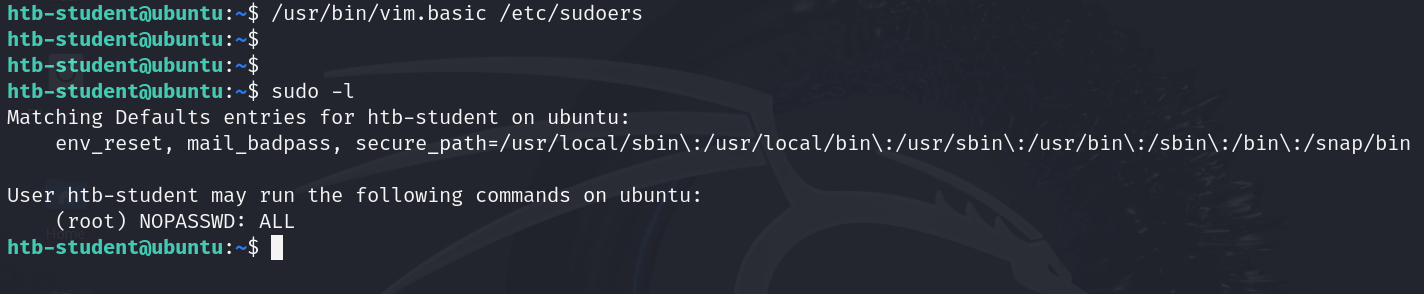 htb-student@ubuntu:~$ /usr/bin/vim.basic /etc/sudoers
htb-student@ubuntu:~$
htb-student@ubuntu:~$
htb-student@ubuntu:~$ sudo -l
Matching Defaults entries for htb-student on ubuntu:
    env_reset, mail_badpass, secure_path=/usr/local/sbin\:/usr/local/bin\:/usr/sbin\:/usr/bin\:/sbin\:/bin\:/snap/bin

User htb-student may run the following commands on ubuntu:
    (root) NOPASSWD: ALL
htb-student@ubuntu:~$